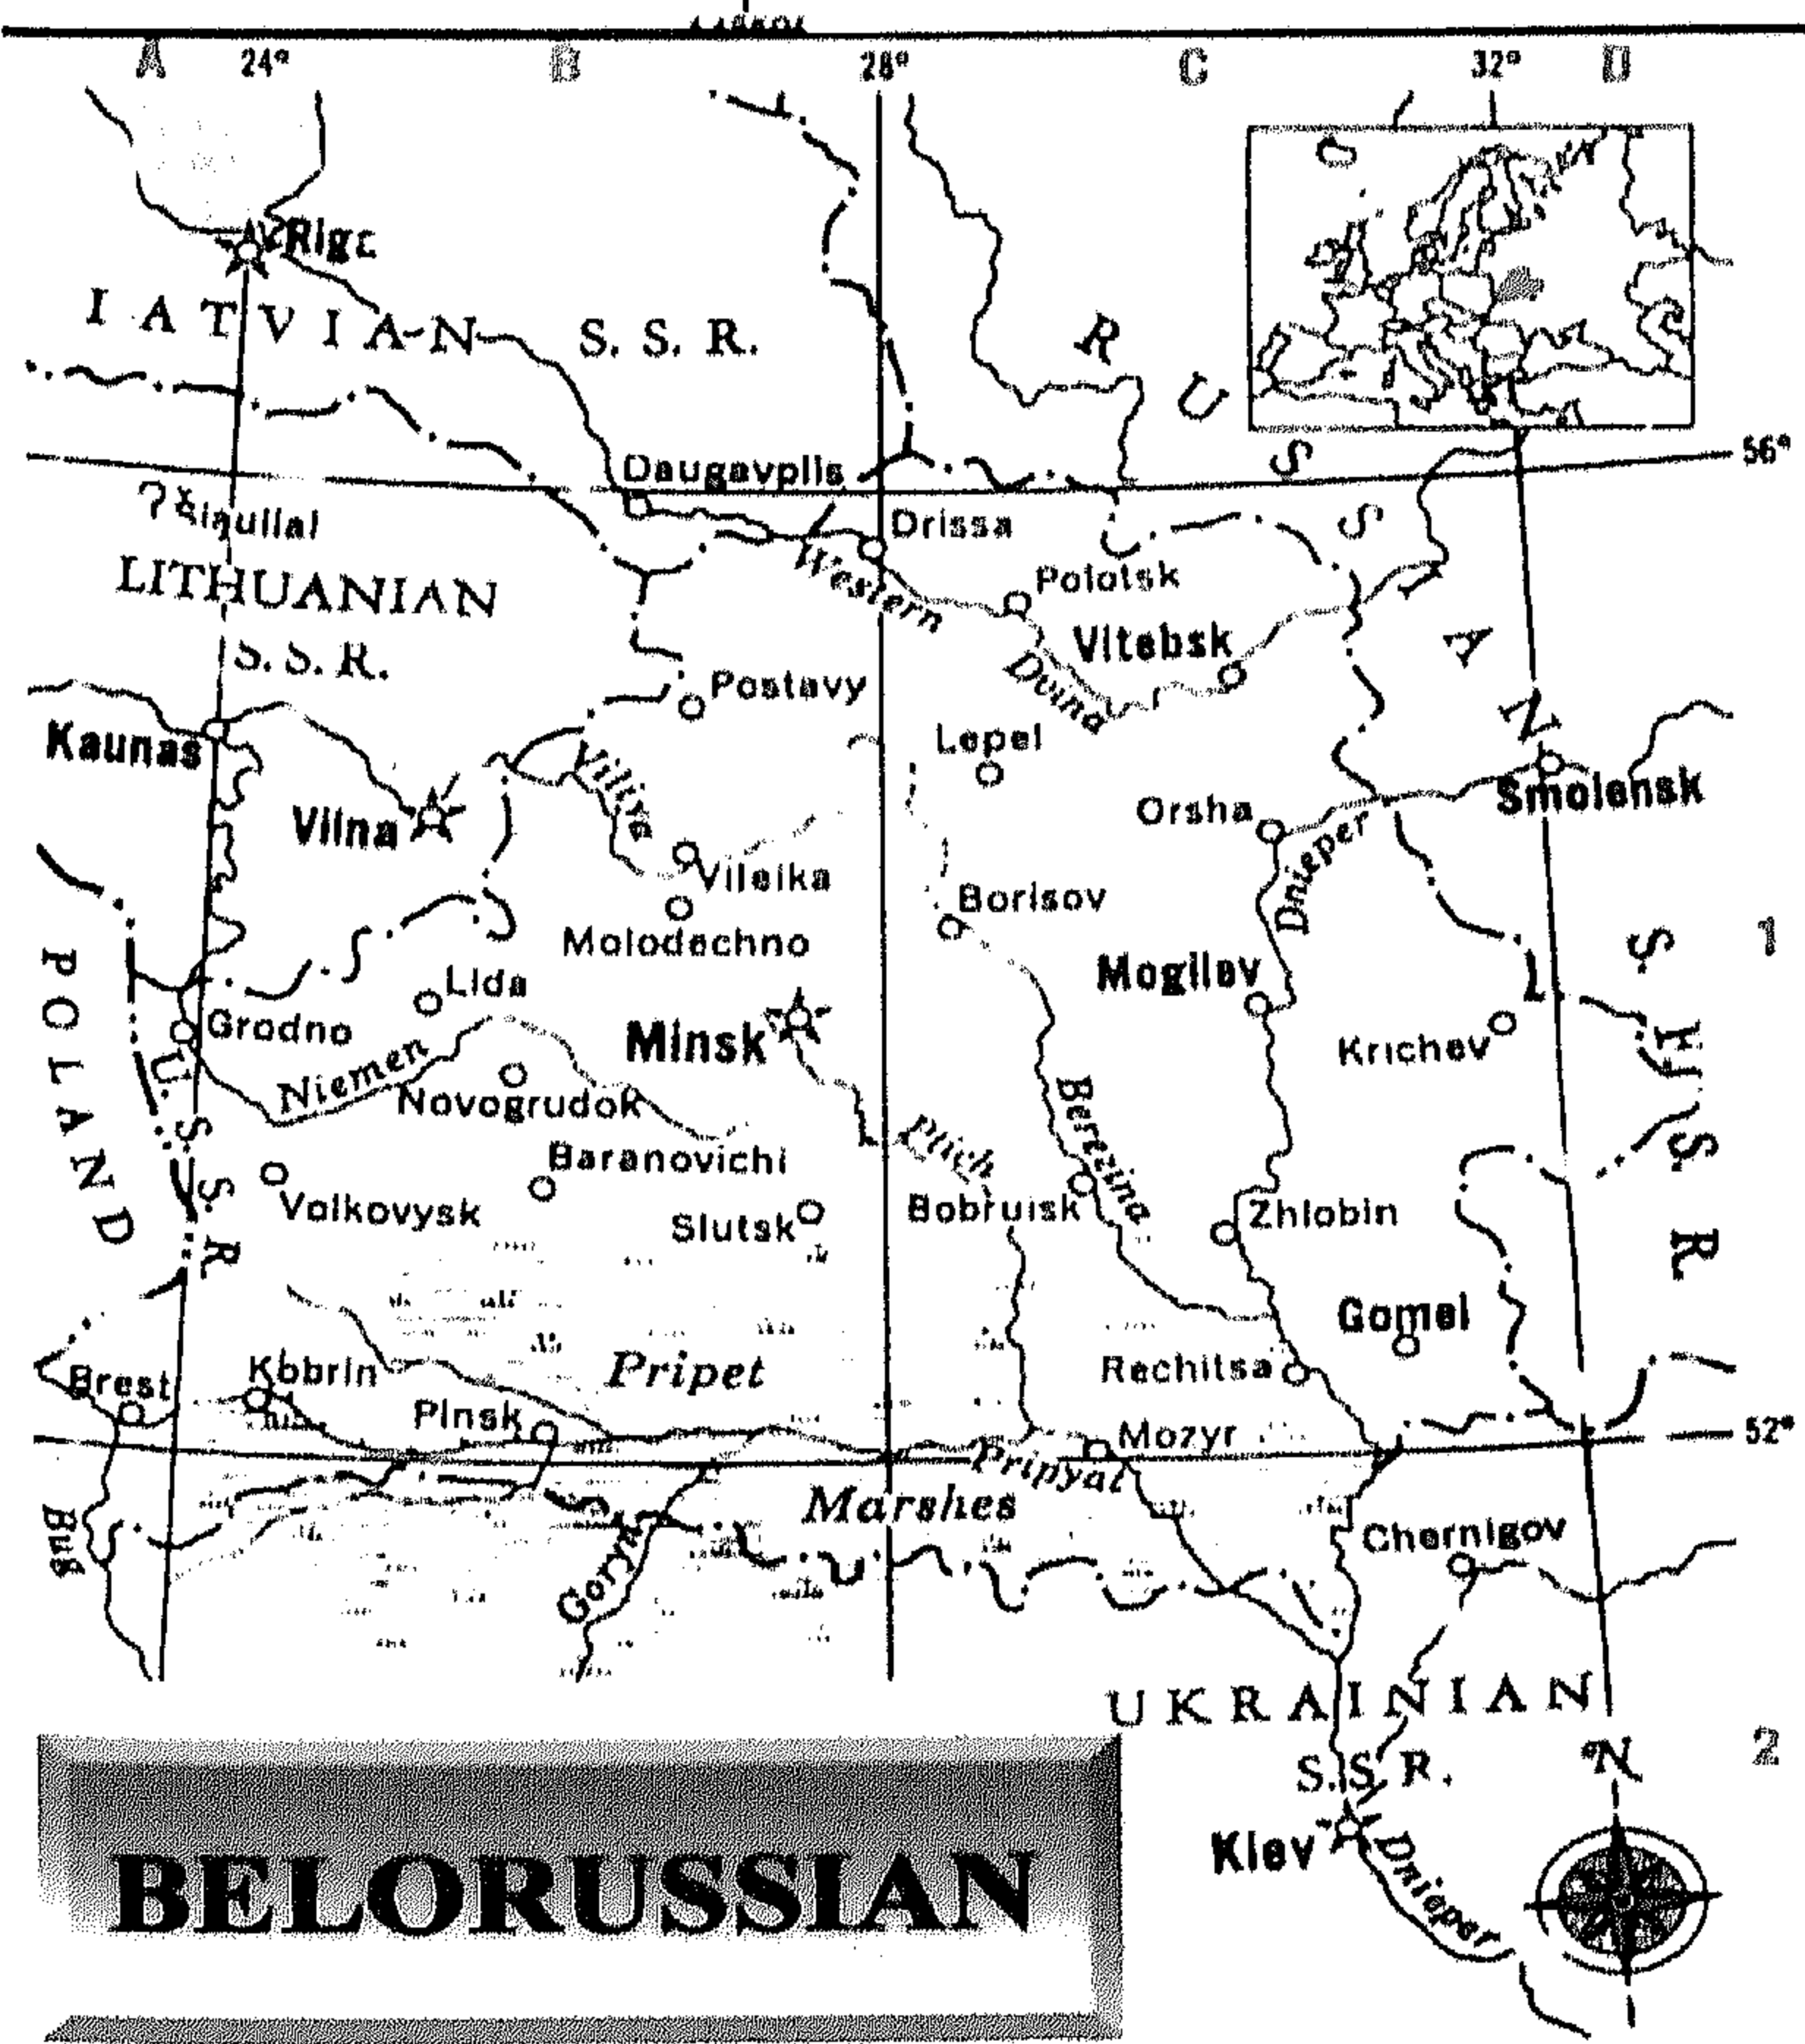 A 24° B 28° C 32° D
Riga
LATVIAN S.S.R.
RUSSIAN S.F.S.R.
56°
Daugavpils
Šiauliai
Drissa
LITHUANIAN
S.S.R.
Western Dvina
Polotsk
Vitebsk
Postavy
Kaunas
Lepel
Viliya
Smolensk
Vilna
Orsha
Dnieper
Vileika
Borisov
Molodechno
1
POLAND
Mogilev
Lida
Grodno
Minsk
Krichev
U.S.S.R.
Niemen
Novogrudok
Berezina
Ptich
Baranovichi
Volkovysk
Slutsk
Bobruisk
Zhlobin
Gomel
Brest
Kobrin
Pripet
Rechitsa
Pinsk
Mozyr
52°
Pripyat
Marshes
Bug
Goryn
Chernigov
UKRAINIAN
S.S.R.
2
N
Kiev
Dnieper
BELORUSSIAN